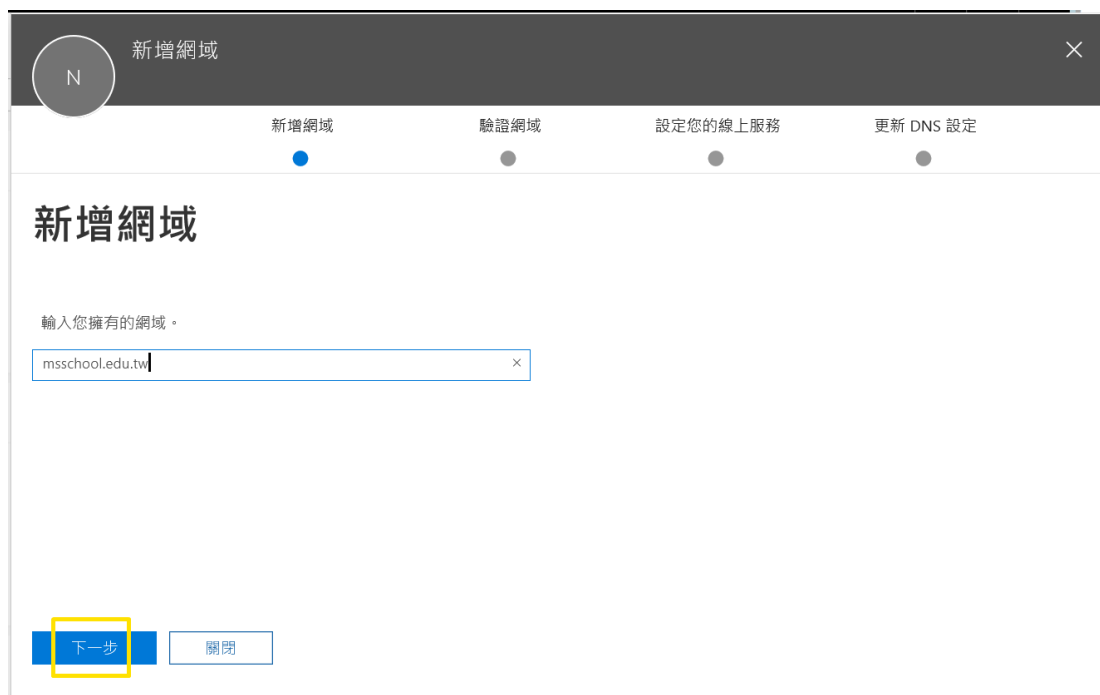 N
新增網域
新增網域 驗證網域 設定您的線上服務 更新 DNS 設定
新增網域
輸入您擁有的網域。
msschool.edu.tw
下一步 關閉